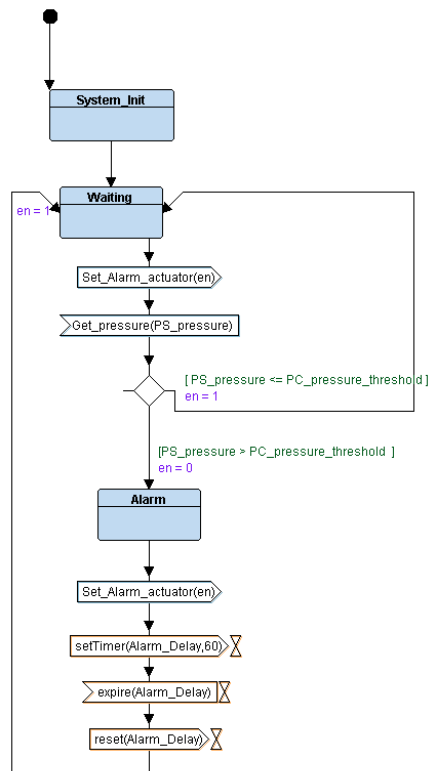 System_Init
Waiting
en = 1
Set_Alarm_actuator(en)
Get_pressure(PS_pressure)
[ PS_pressure <= PC_pressure_threshold ]
en = 1
[PS_pressure > PC_pressure_threshold ]
en = 0
Alarm
Set_Alarm_actuator(en)
setTimer(Alarm_Delay,60)
expire(Alarm_Delay)
reset(Alarm_Delay)